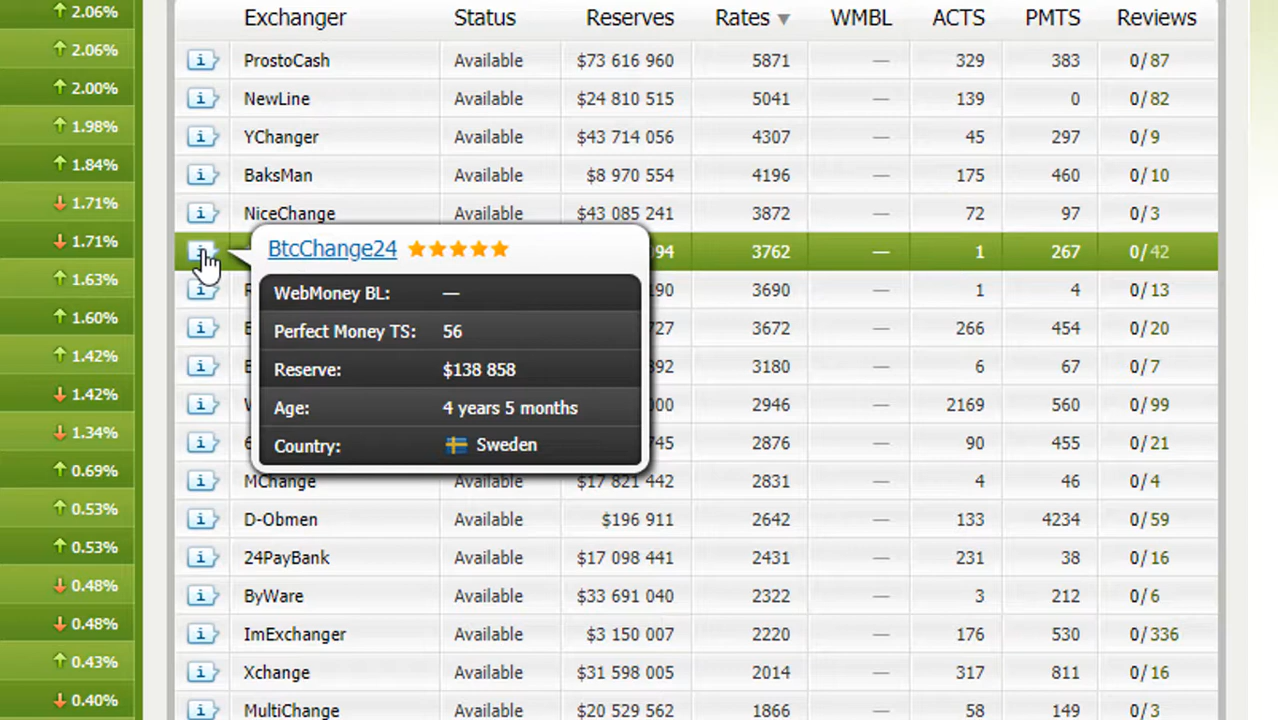 Exchanger Status Reserves Rates ▼ WMBL ACTS PMTS Reviews
↑ 2.06%
↑ 2.06% i ProstoCash Available $73 616 960 5871 — 329 383 0/87
↑ 2.00% i NewLine Available $24 810 515 5041 — 139 0 0/82
↑ 1.98% i YChanger Available $43 714 056 4307 — 45 297 0/9
↑ 1.84% i BaksMan Available $8 970 554 4196 — 175 460 0/10
↓ 1.71% i NiceChange Available $43 085 241 3872 — 72 97 0/3
↓ 1.71% BtcChange24 94 3762 — 1 267 0/42
↑ 1.63% i 190 3690 — 1 4 0/13
WebMoney BL: —
↑ 1.60% i 727 3672 — 266 454 0/20
Perfect Money TS: 56
↑ 1.42% i 392 3180 — 6 67 0/7
Reserve: $138 858
↓ 1.42% i 000 2946 — 2169 560 0/99
Age: 4 years 5 months
↓ 1.34% i 745 2876 — 90 455 0/21
Country: Sweden
↑ 0.69% i MChange Available $17 821 442 2831 — 4 46 0/4
↑ 0.53% i D-Obmen Available $196 911 2642 — 133 4234 0/59
↑ 0.53% i 24PayBank Available $17 098 441 2431 — 231 38 0/16
↓ 0.48% i ByWare Available $33 691 040 2322 — 3 212 0/6
↓ 0.48% i ImExchanger Available $3 150 007 2220 — 176 530 0/336
↑ 0.43% i Xchange Available $31 598 005 2014 — 317 811 0/16
↓ 0.40% i MultiChange Available $20 529 562 1866 — 58 149 0/3